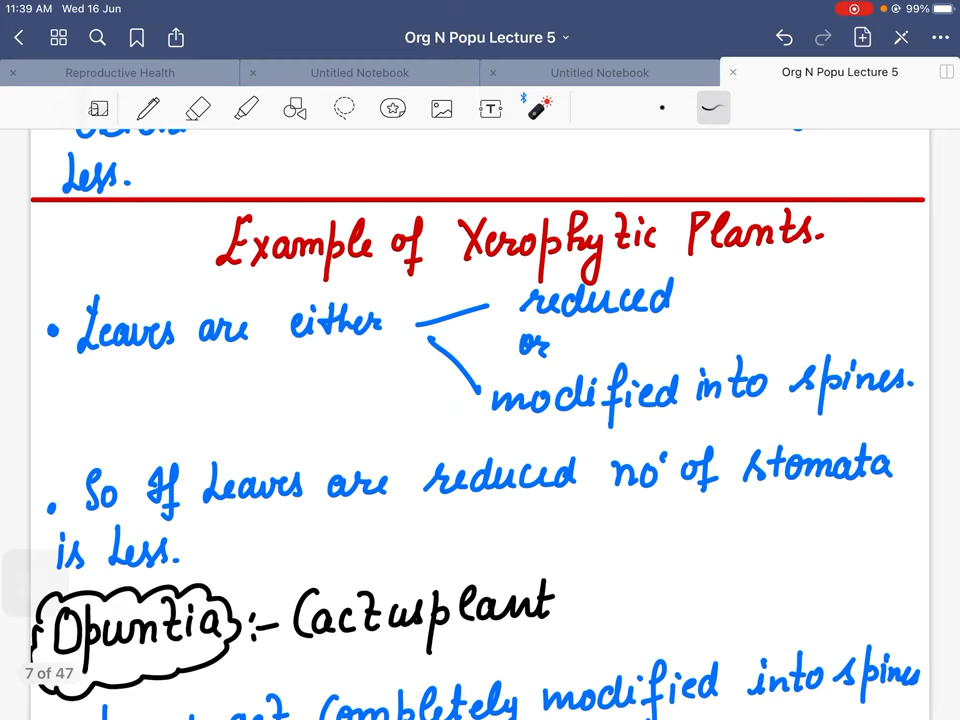 11:39 AM Wed 16 Jun
99%
Org N Popu Lecture 5
Reproductive Health
Untitled Notebook
Untitled Notebook
Org N Popu Lecture 5
Less.
Example of Xerophytic Plants.
• Leaves are either reduced
or
modified into spines.
• So If Leaves are reduced no' of stomata
is Less.
Opuntia :- Cactusplant
7 of 47
get completely modified into spines